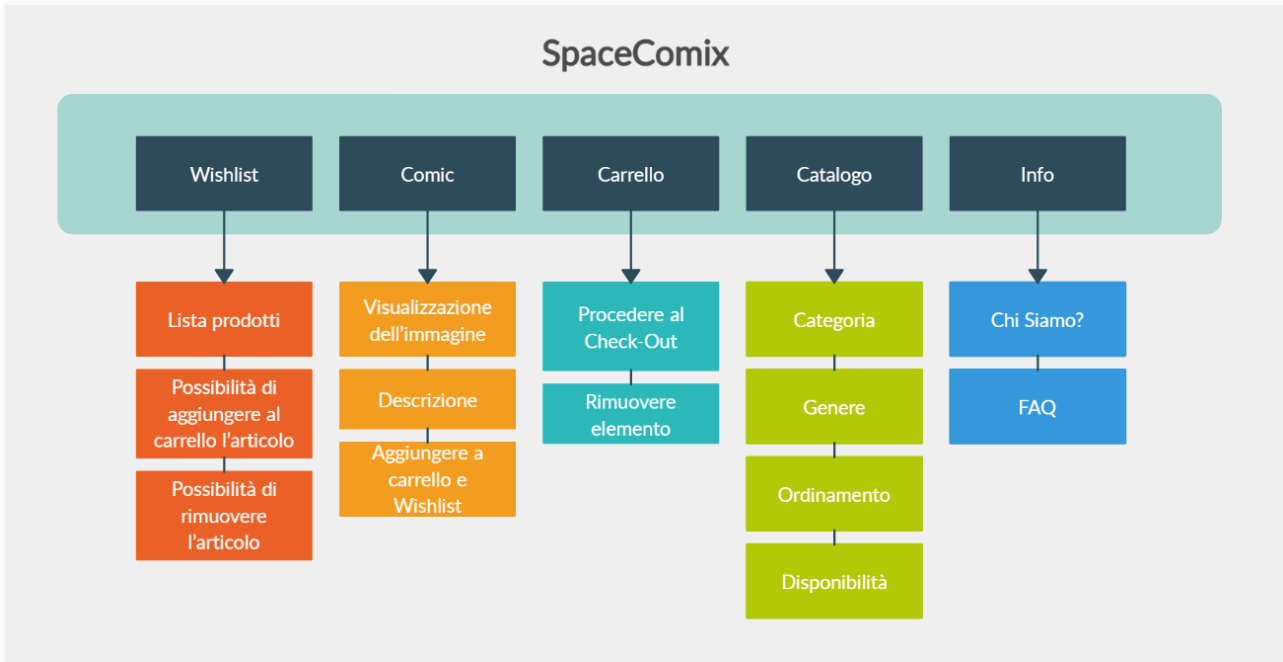 SpaceComix
Wishlist
Comic
Carrello
Catalogo
Info
Lista prodotti
Possibilità di
aggiungere al
carrello l'articolo
Possibilità di
rimuovere
l'articolo
Visualizzazione
dell'immagine
Descrizione
Aggiungere a
carrello e
Wishlist
Procedere al
Check-Out
Rimuovere
elemento
Categoria
Genere
Ordinamento
Disponibilità
Chi Siamo?
FAQ